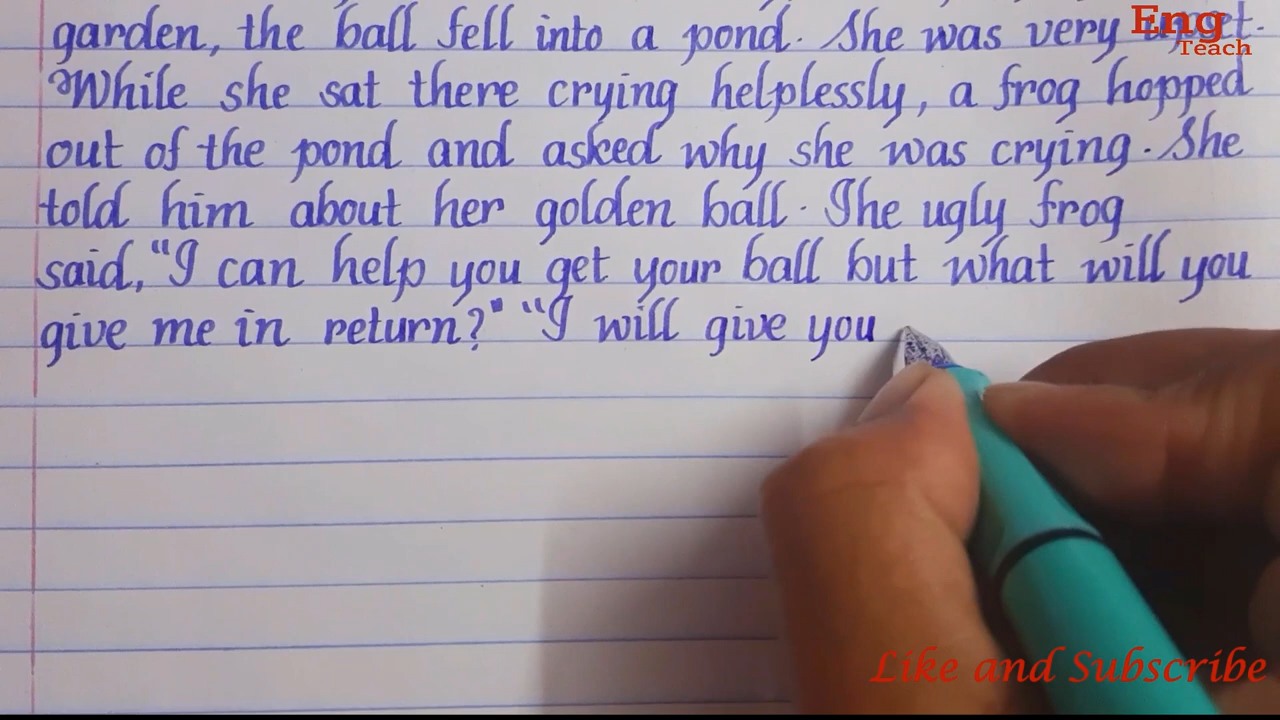 garden, the ball fell into a pond. She was very upset.
While she sat there crying helplessly, a frog hopped
out of the pond and asked why she was crying. She
told him about her golden ball. The ugly frog
said, "I can help you get your ball but what will you
give me in return?" "I will give you
Eng
Teach
Like and Subscribe